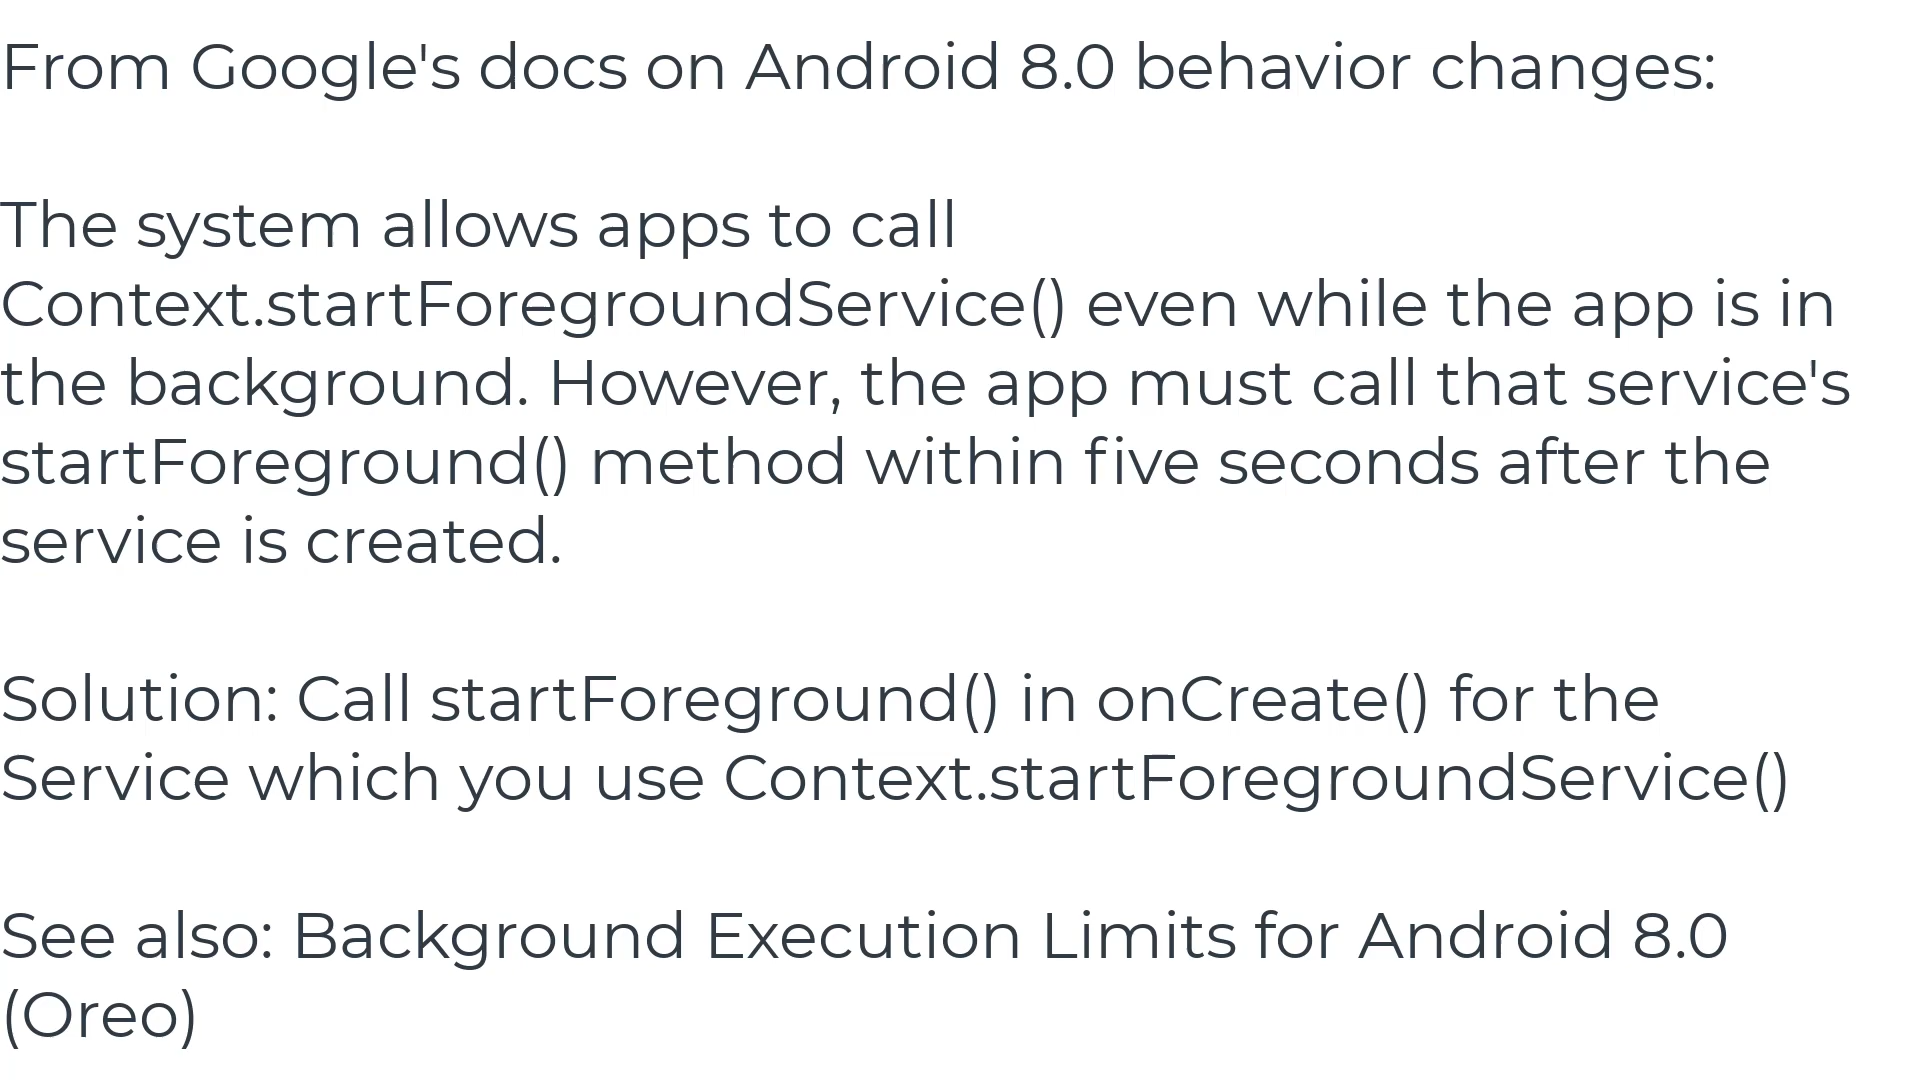 From Google's docs on Android 8.0 behavior changes:
The system allows apps to call
Context.startForegroundService() even while the app is in
the background. However, the app must call that service's
startForeground() method within five seconds after the
service is created.
Solution: Call startForeground() in onCreate() for the
Service which you use Context.startForegroundService()
See also: Background Execution Limits for Android 8.0
(Oreo)